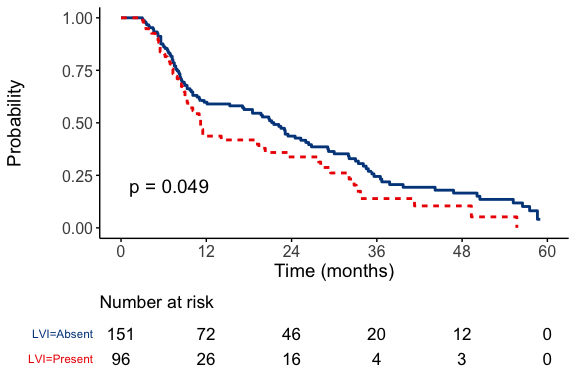 1.00
0.75
0.50
0.25
0.00
Probability
p = 0.049
0 12 24 36 48 60
Time (months)
Number at risk
LVI=Absent 151 72 46 20 12 0
LVI=Present 96 26 16 4 3 0